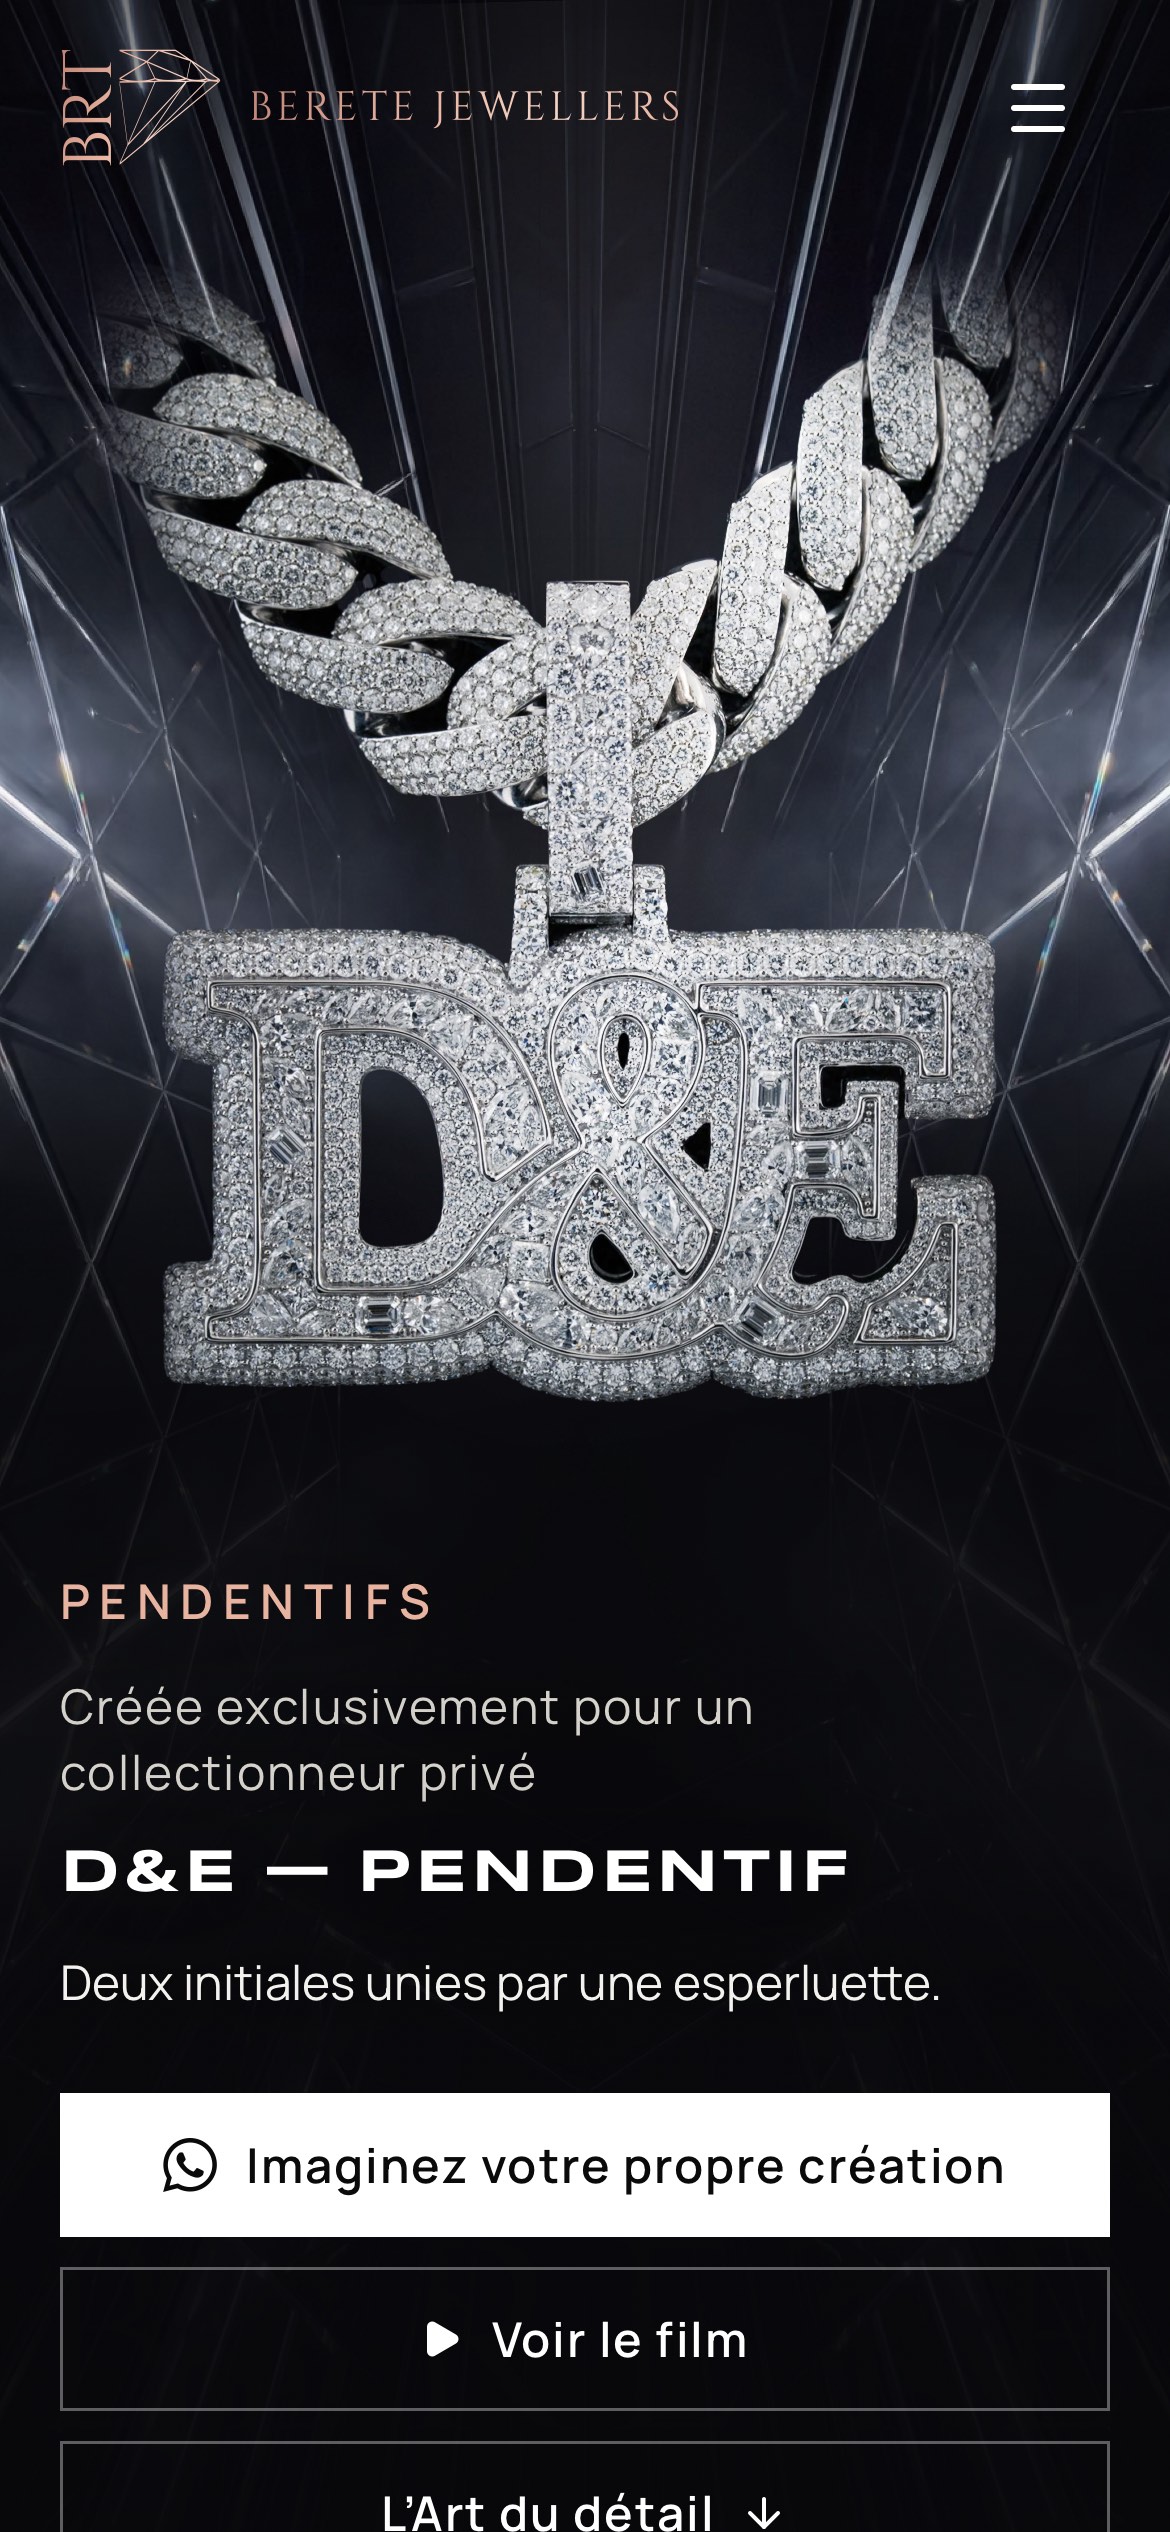 BRT
BERETE JEWELLERS
D&E
PENDENTIFS
Créée exclusivement pour un
collectionneur privé
D&E — PENDENTIF
Deux initiales unies par une esperluette.
Imaginez votre propre création
Voir le film
L’Art du détail ↓